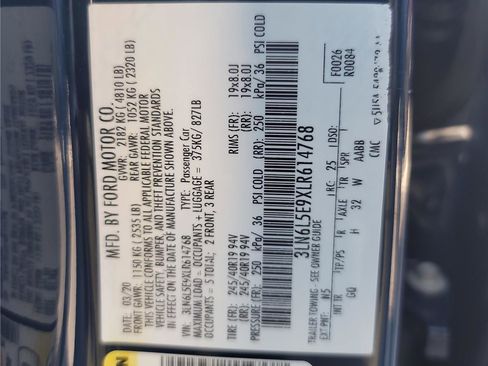 MFD. BY FORD MOTOR CO.
DATE: 03/20 GVWR: 2182 KG (4810 LB)
FRONT GAWR: 1150 KG (2535 LB) REAR GAWR: 1052 KG (2320 LB)
THIS VEHICLE CONFORMS TO ALL APPLICABLE FEDERAL MOTOR
VEHICLE SAFETY, BUMPER, AND THEFT PREVENTION STANDARDS IN
EFFECT ON THE DATE OF MANUFACTURE SHOWN ABOVE.
VIN: 3LN6L5E9XLR614768 TYPE: Passenger Car
MAXIMUM LOAD = OCCUPANTS + LUGGAGE = 375KG/ 827LB
OCCUPANTS = 5 TOTAL: 2 FRONT, 3 REAR
TIRE (FR): 245/40R19 94V RIMS (FR): 19x8.0J
(RR): 245/40R19 94V (RR): 19x8.0J
PRESSURE (FR): 250 kPa/ 36 PSI COLD (RR): 250 kPa/ 36 PSI COLD
3LN6L5E9XLR614768
F0026
R0084
TRAILER TOWING - SEE OWNER GUIDE
EXT PNT: N5 RC: 25 DSO:
INT TR TP/PS R AXLE TR SPR
GQ H 32 W AABB
CMC